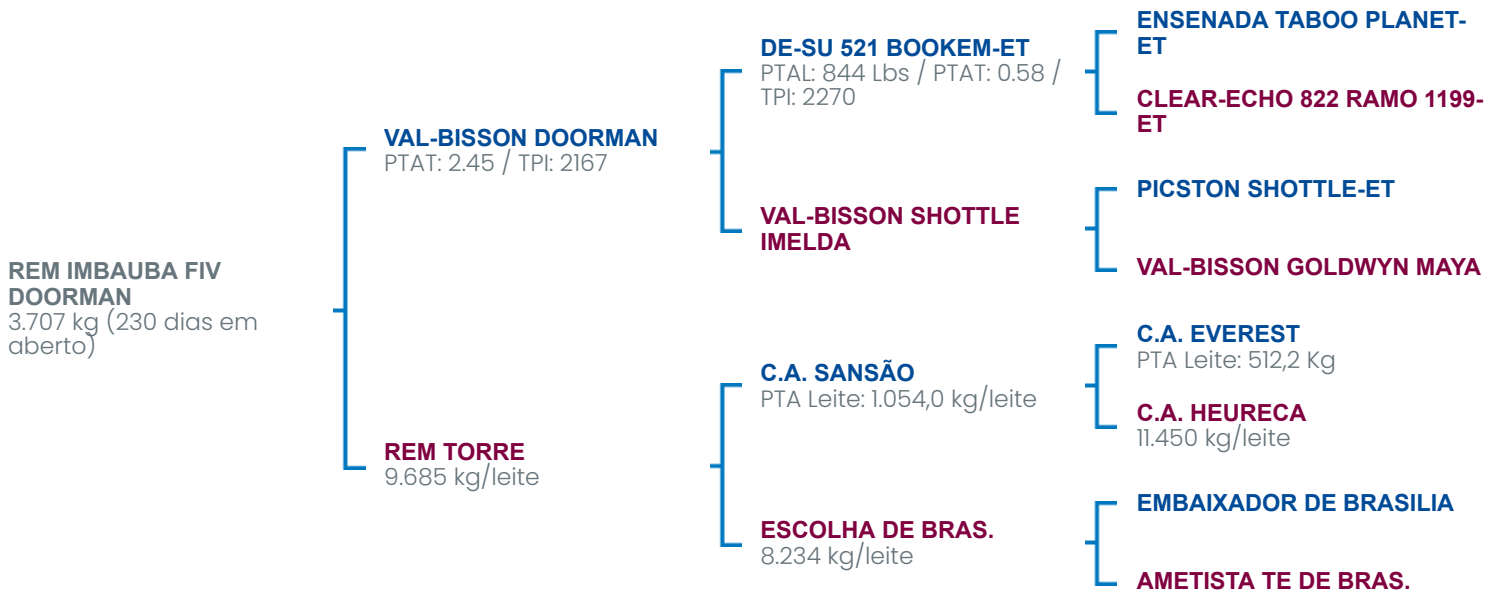 REM IMBAUBA FIV
DOORMAN
3.707 kg (230 dias em
aberto)
VAL-BISSON DOORMAN
PTAT: 2.45 / TPI: 2167
REM TORRE
9.685 kg/leite
DE-SU 521 BOOKEM-ET
PTAL: 844 Lbs / PTAT: 0.58 /
TPI: 2270
VAL-BISSON SHOTTLE
IMELDA
C.A. SANSÃO
PTA Leite: 1.054,0 kg/leite
ESCOLHA DE BRAS.
8.234 kg/leite
ENSENADA TABOO PLANET-
ET
CLEAR-ECHO 822 RAMO 1199-
ET
PICSTON SHOTTLE-ET
VAL-BISSON GOLDWYN MAYA
C.A. EVEREST
PTA Leite: 512,2 Kg
C.A. HEURECA
11.450 kg/leite
EMBAIXADOR DE BRASILIA
AMETISTA TE DE BRAS.